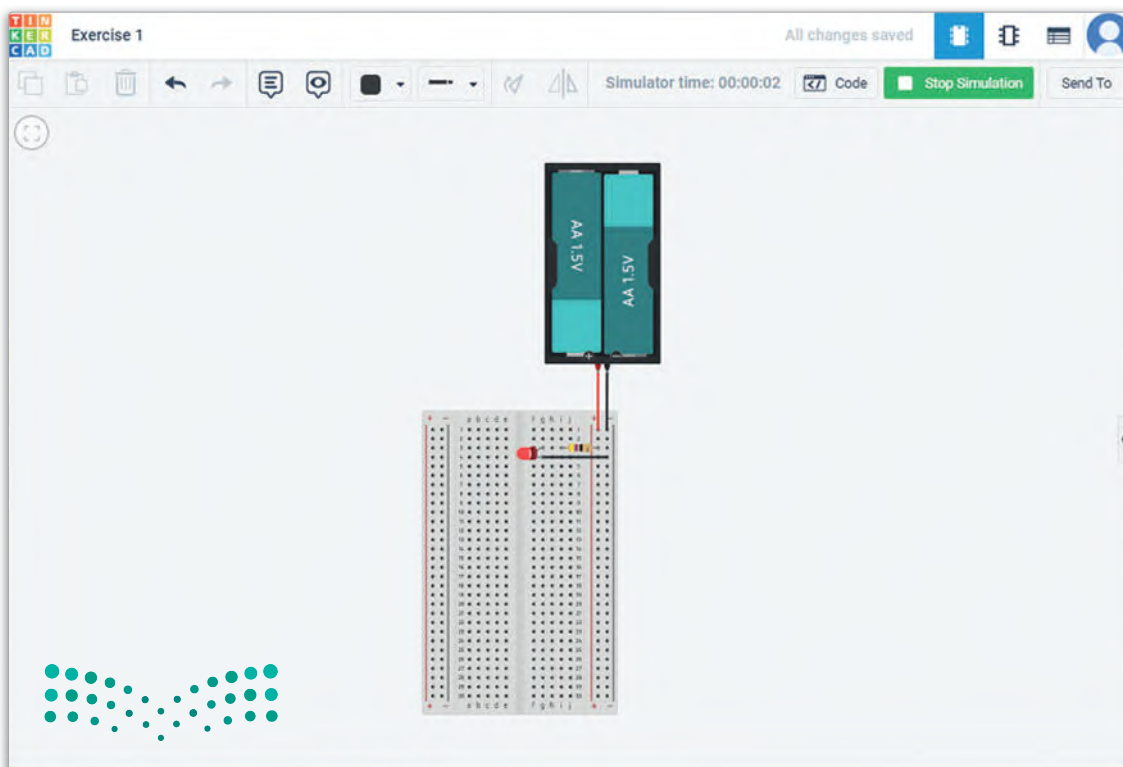 TIN
KER
CAD
Exercise 1
All changes saved
Simulator time: 00:00:02
Code
Stop Simulation
Send To
AA 1.5V
AA 1.5V
+ -
+ - a b c d e f g h i j + -
+ - a b c d e f g h i j + -